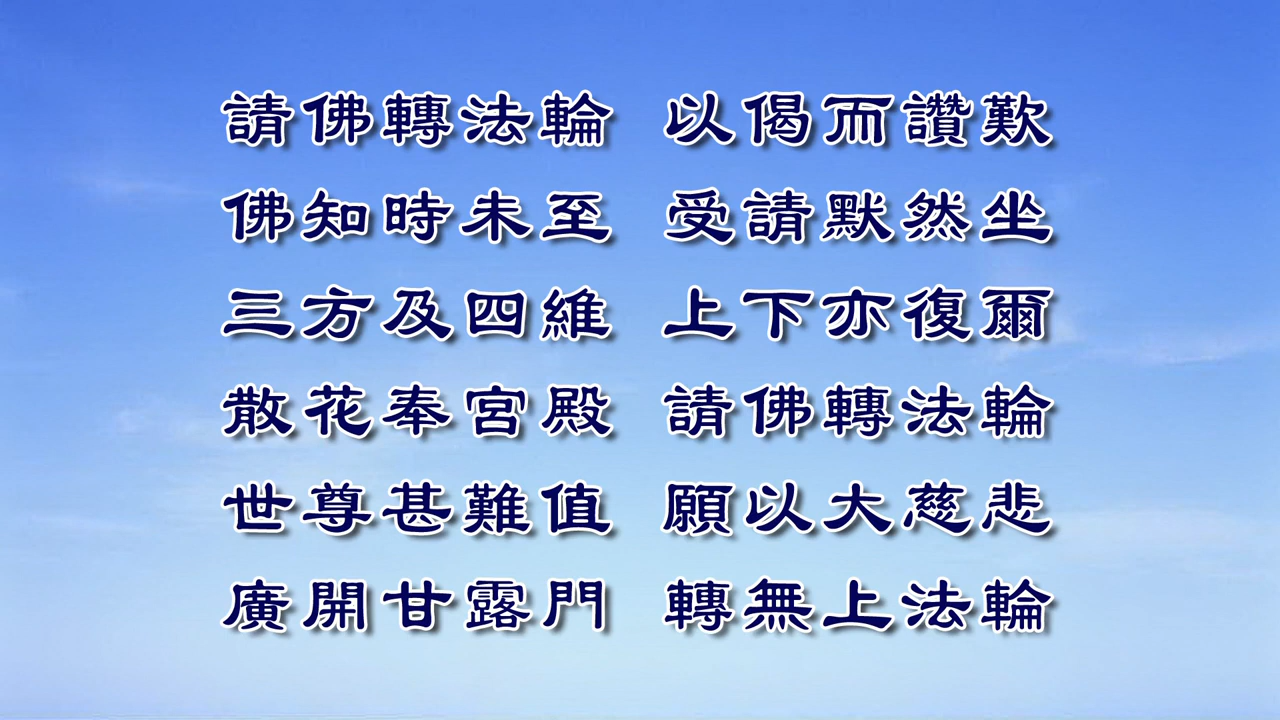 請佛轉法輪 以偈而讚歎
佛知時未至 受請默然坐
三方及四維 上下亦復爾
散花奉宮殿 請佛轉法輪
世尊甚難值 願以大慈悲
廣開甘露門 轉無上法輪